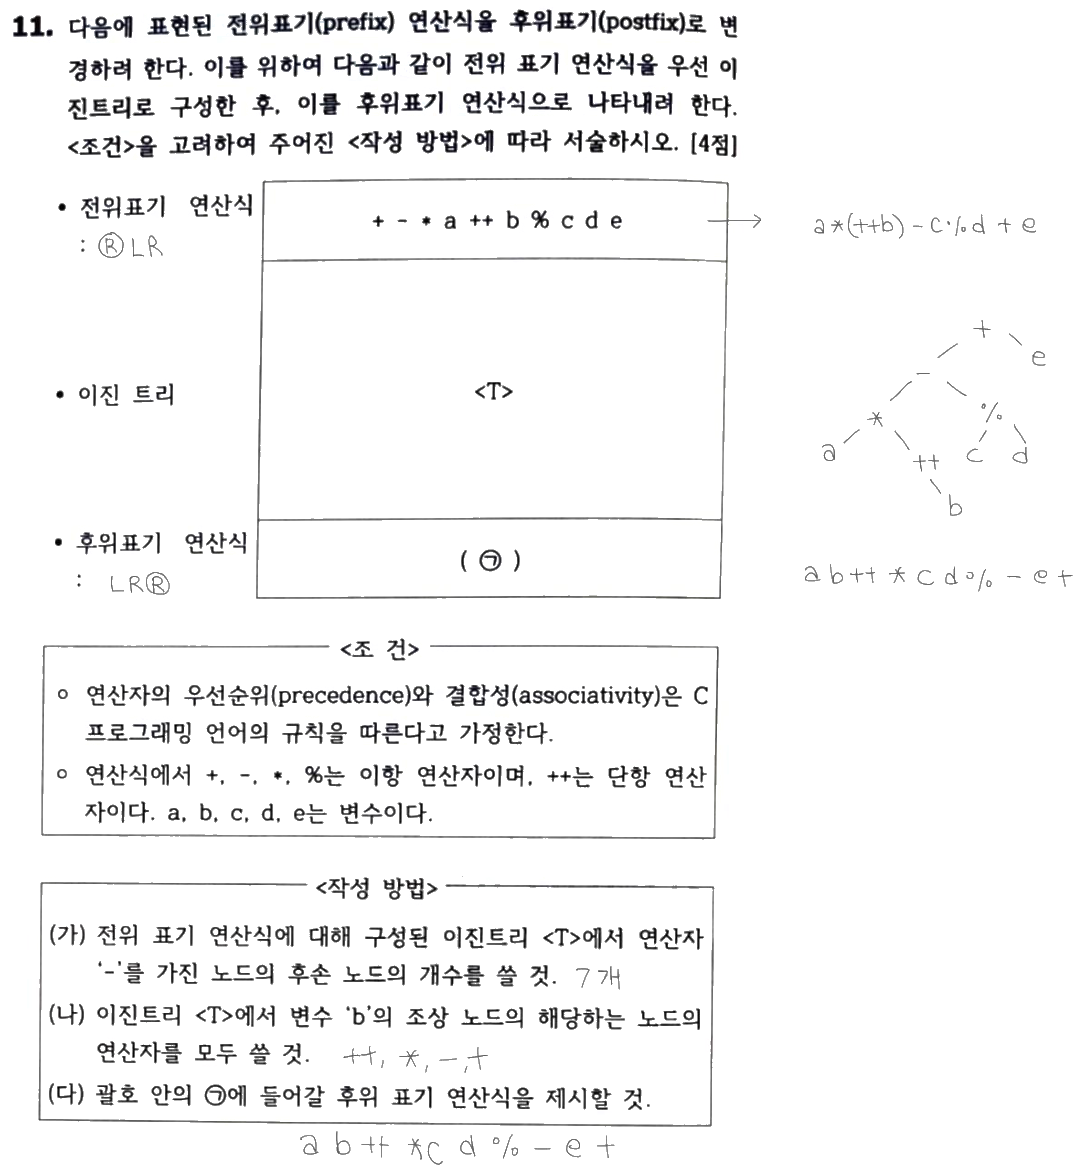 11. 다음에 표현된 전위표기(prefix) 연산식을 후위표기(postfix)로 변
경하려 한다. 이를 위하여 다음과 같이 전위 표기 연산식을 우선 이
진트리로 구성한 후, 이를 후위표기 연산식으로 나타내려 한다.
<조건>을 고려하여 주어진 <작성 방법>에 따라 서술하시오. [4점]
• 전위표기 연산식
: Ⓡ L R
+ - * a ++ b % c d e
→ a*(++b) - c % d + e
• 이진 트리
<T>
+
- e
* %
a ++ c d
b
• 후위표기 연산식
: L R Ⓡ
( ㉠ )
a b ++ * c d % - e +
<조 건>
○ 연산자의 우선순위(precedence)와 결합성(associativity)은 C
프로그래밍 언어의 규칙을 따른다고 가정한다.
○ 연산식에서 +, -, *, %는 이항 연산자이며, ++는 단항 연산
자이다. a, b, c, d, e는 변수이다.
<작성 방법>
(가) 전위 표기 연산식에 대해 구성된 이진트리 <T>에서 연산자
'-'를 가진 노드의 후손 노드의 개수를 쓸 것. 7개
(나) 이진트리 <T>에서 변수 'b'의 조상 노드의 해당하는 노드의
연산자를 모두 쓸 것. ++, *, -, +
(다) 괄호 안의 ㉠에 들어갈 후위 표기 연산식을 제시할 것.
a b ++ * c d % - e +